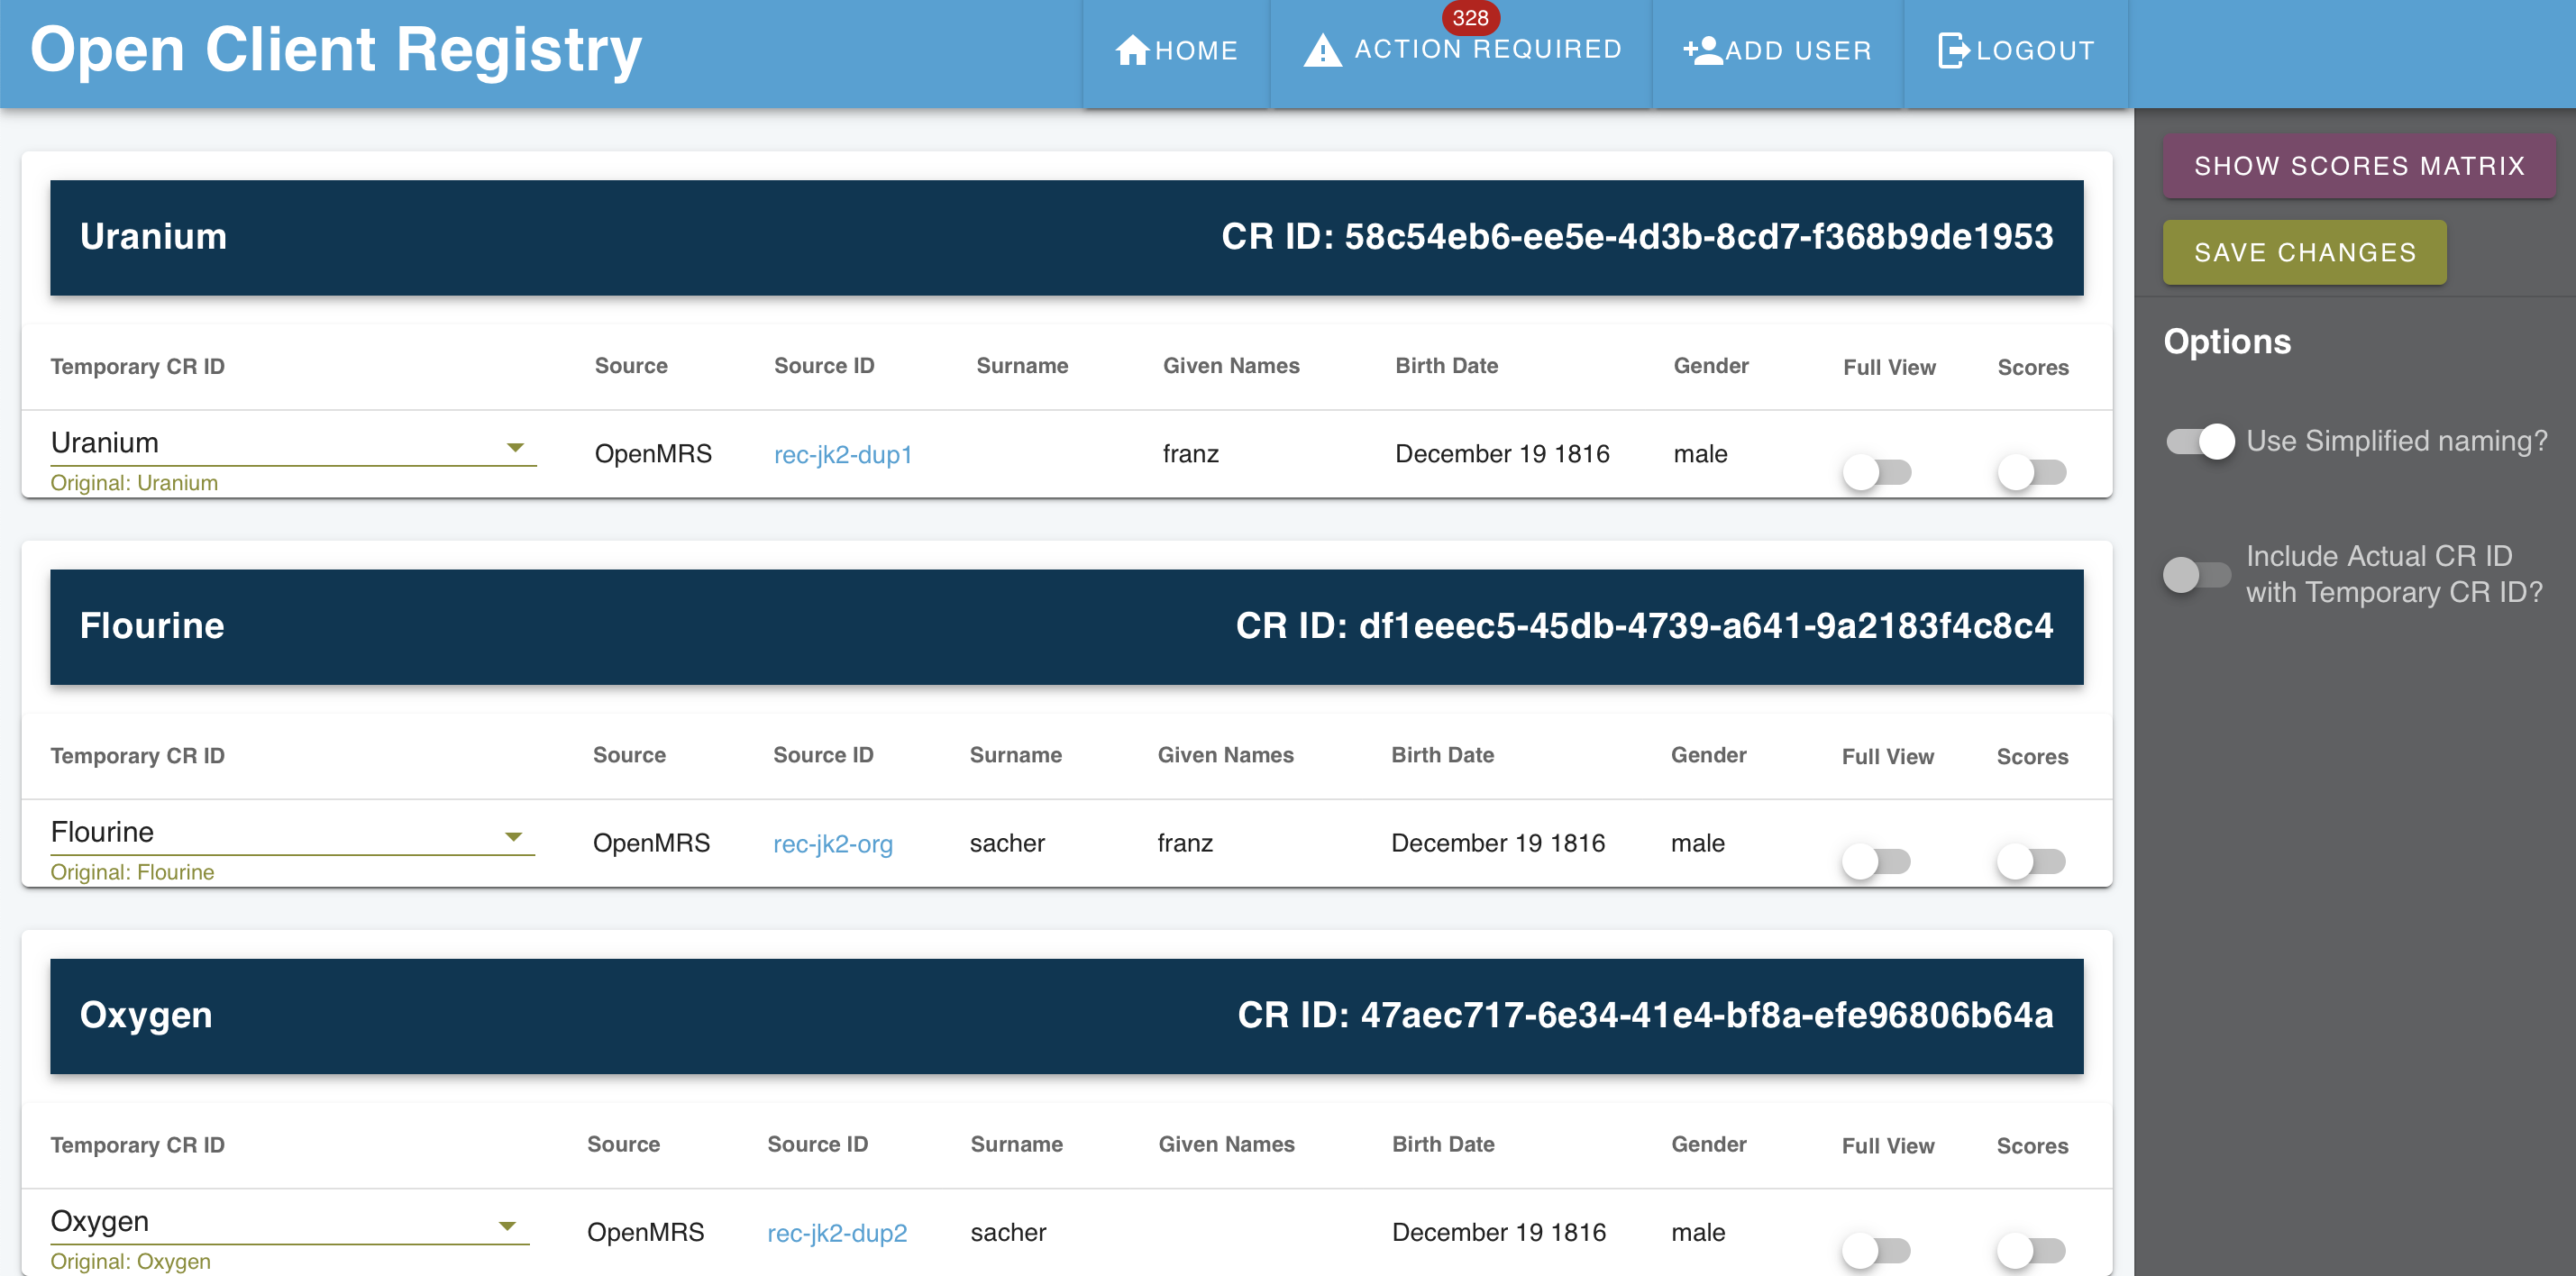 Open Client Registry
HOME
328
ACTION REQUIRED
ADD USER
LOGOUT
SHOW SCORES MATRIX
SAVE CHANGES
Options
Use Simplified naming?
Include Actual CR ID
with Temporary CR ID?
Uranium CR ID: 58c54eb6-ee5e-4d3b-8cd7-f368b9de1953
Temporary CR ID Source Source ID Surname Given Names Birth Date Gender Full View Scores
Uranium OpenMRS rec-jk2-dup1 franz December 19 1816 male
Original: Uranium
Flourine CR ID: df1eeec5-45db-4739-a641-9a2183f4c8c4
Temporary CR ID Source Source ID Surname Given Names Birth Date Gender Full View Scores
Flourine OpenMRS rec-jk2-org sacher franz December 19 1816 male
Original: Flourine
Oxygen CR ID: 47aec717-6e34-41e4-bf8a-efe96806b64a
Temporary CR ID Source Source ID Surname Given Names Birth Date Gender Full View Scores
Oxygen OpenMRS rec-jk2-dup2 sacher December 19 1816 male
Original: Oxygen